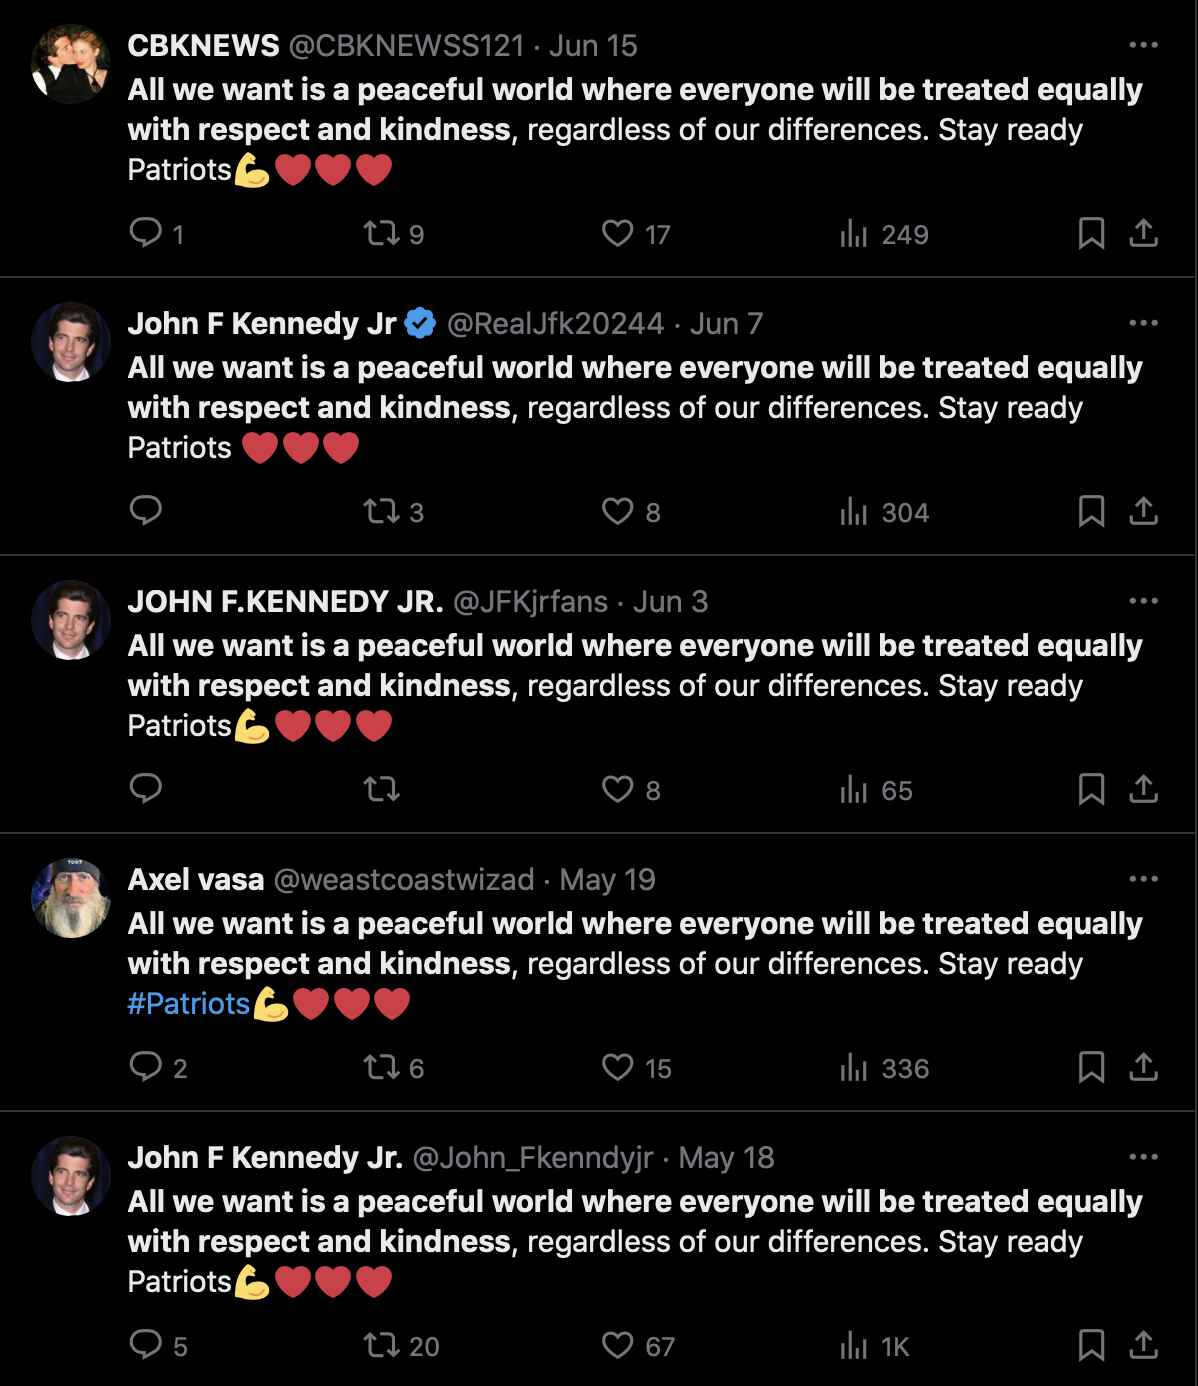 CBKNEWS @CBKNEWSS121 · Jun 15
All we want is a peaceful world where everyone will be treated equally
with respect and kindness, regardless of our differences. Stay ready
Patriots💪❤️❤️❤️
1 9 17 249
John F Kennedy Jr @RealJfk20244 · Jun 7
All we want is a peaceful world where everyone will be treated equally
with respect and kindness, regardless of our differences. Stay ready
Patriots ❤️❤️❤️
3 8 304
JOHN F.KENNEDY JR. @JFKjrfans · Jun 3
All we want is a peaceful world where everyone will be treated equally
with respect and kindness, regardless of our differences. Stay ready
Patriots💪❤️❤️❤️
8 65
Axel vasa @weastcoastwizad · May 19
All we want is a peaceful world where everyone will be treated equally
with respect and kindness, regardless of our differences. Stay ready
#Patriots💪❤️❤️❤️
2 6 15 336
John F Kennedy Jr. @John_Fkenndyjr · May 18
All we want is a peaceful world where everyone will be treated equally
with respect and kindness, regardless of our differences. Stay ready
Patriots💪❤️❤️❤️
5 20 67 1K